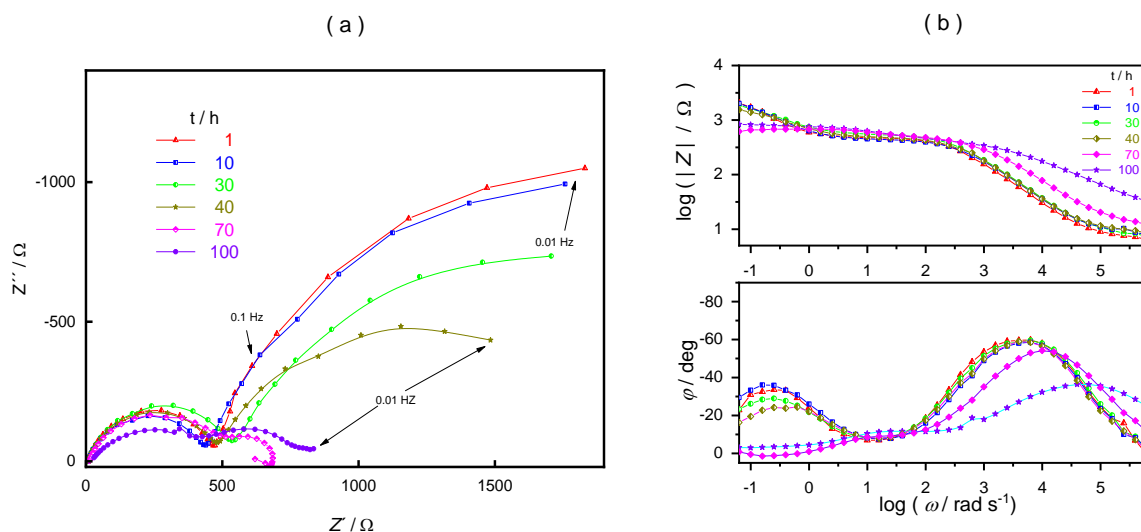 ( a )
t / h
1
10
30
40
70
100
-1000
-500
0
Z´´ / Ω
0.1 Hz
0.01 Hz
0.01 HZ
0 500 1000 1500
Z´ / Ω
( b )
4
3
2
1
log ( |Z| / Ω )
t / h
1
10
30
40
70
100
-1 0 1 2 3 4 5
-80
-60
-40
-20
0
φ / deg
-1 0 1 2 3 4 5
log ( ω / rad s⁻¹)